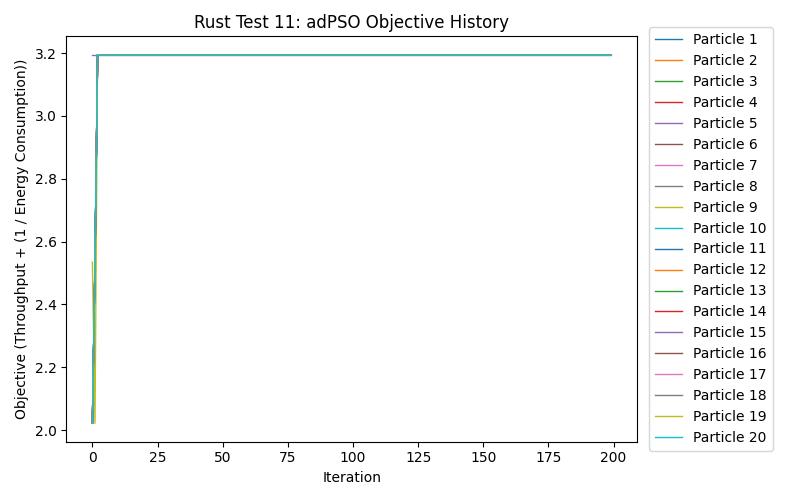 Rust Test 11: adPSO Objective History
Objective (Throughput + (1 / Energy Consumption))
3.2
3.0
2.8
2.6
2.4
2.2
2.0
0
25
50
75
100
125
150
175
200
Iteration
Particle 1
Particle 2
Particle 3
Particle 4
Particle 5
Particle 6
Particle 7
Particle 8
Particle 9
Particle 10
Particle 11
Particle 12
Particle 13
Particle 14
Particle 15
Particle 16
Particle 17
Particle 18
Particle 19
Particle 20